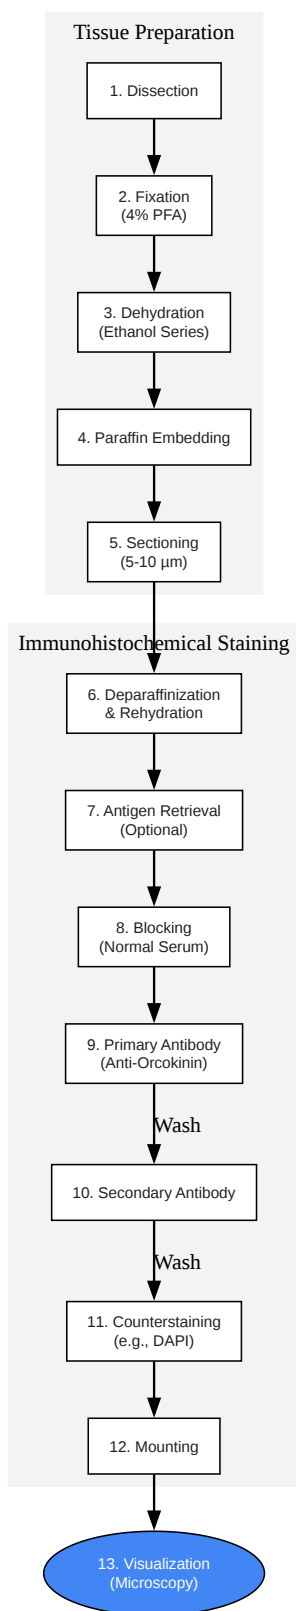 Tissue Preparation
1. Dissection
2. Fixation
(4% PFA)
3. Dehydration
(Ethanol Series)
4. Paraffin Embedding
5. Sectioning
(5-10 µm)
Immunohistochemical Staining
6. Deparaffinization
& Rehydration
7. Antigen Retrieval
(Optional)
8. Blocking
(Normal Serum)
9. Primary Antibody
(Anti-Orcokinin)
Wash
10. Secondary Antibody
Wash
11. Counterstaining
(e.g., DAPI)
12. Mounting
13. Visualization
(Microscopy)